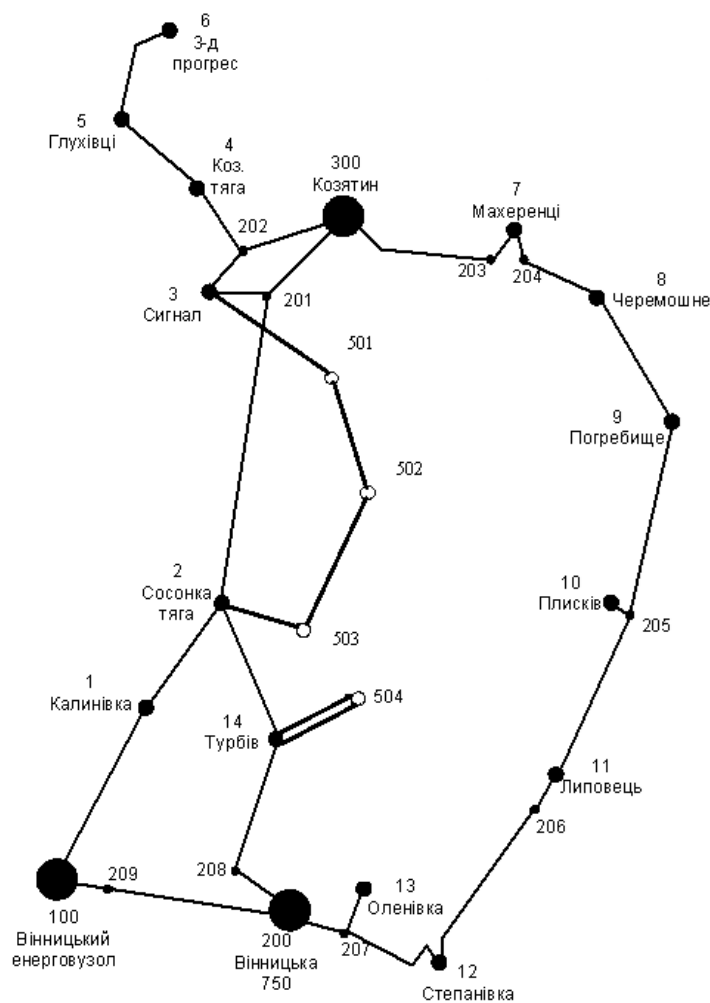 6
З-д
прогрес
5
Глухівці
4
Коз.
тяга
300
Козятин
7
Махеренці
202
203
204
8
Черемошне
3
Сигнал
201
501
9
Погребище
502
2
Сосонка
тяга
10
Плисків
205
503
1
Калинівка
14
Турбів
504
11
Липовець
206
208
209
13
Оленівка
100
Вінницький
енерговузол
200
Вінницька
750
207
12
Степанівка